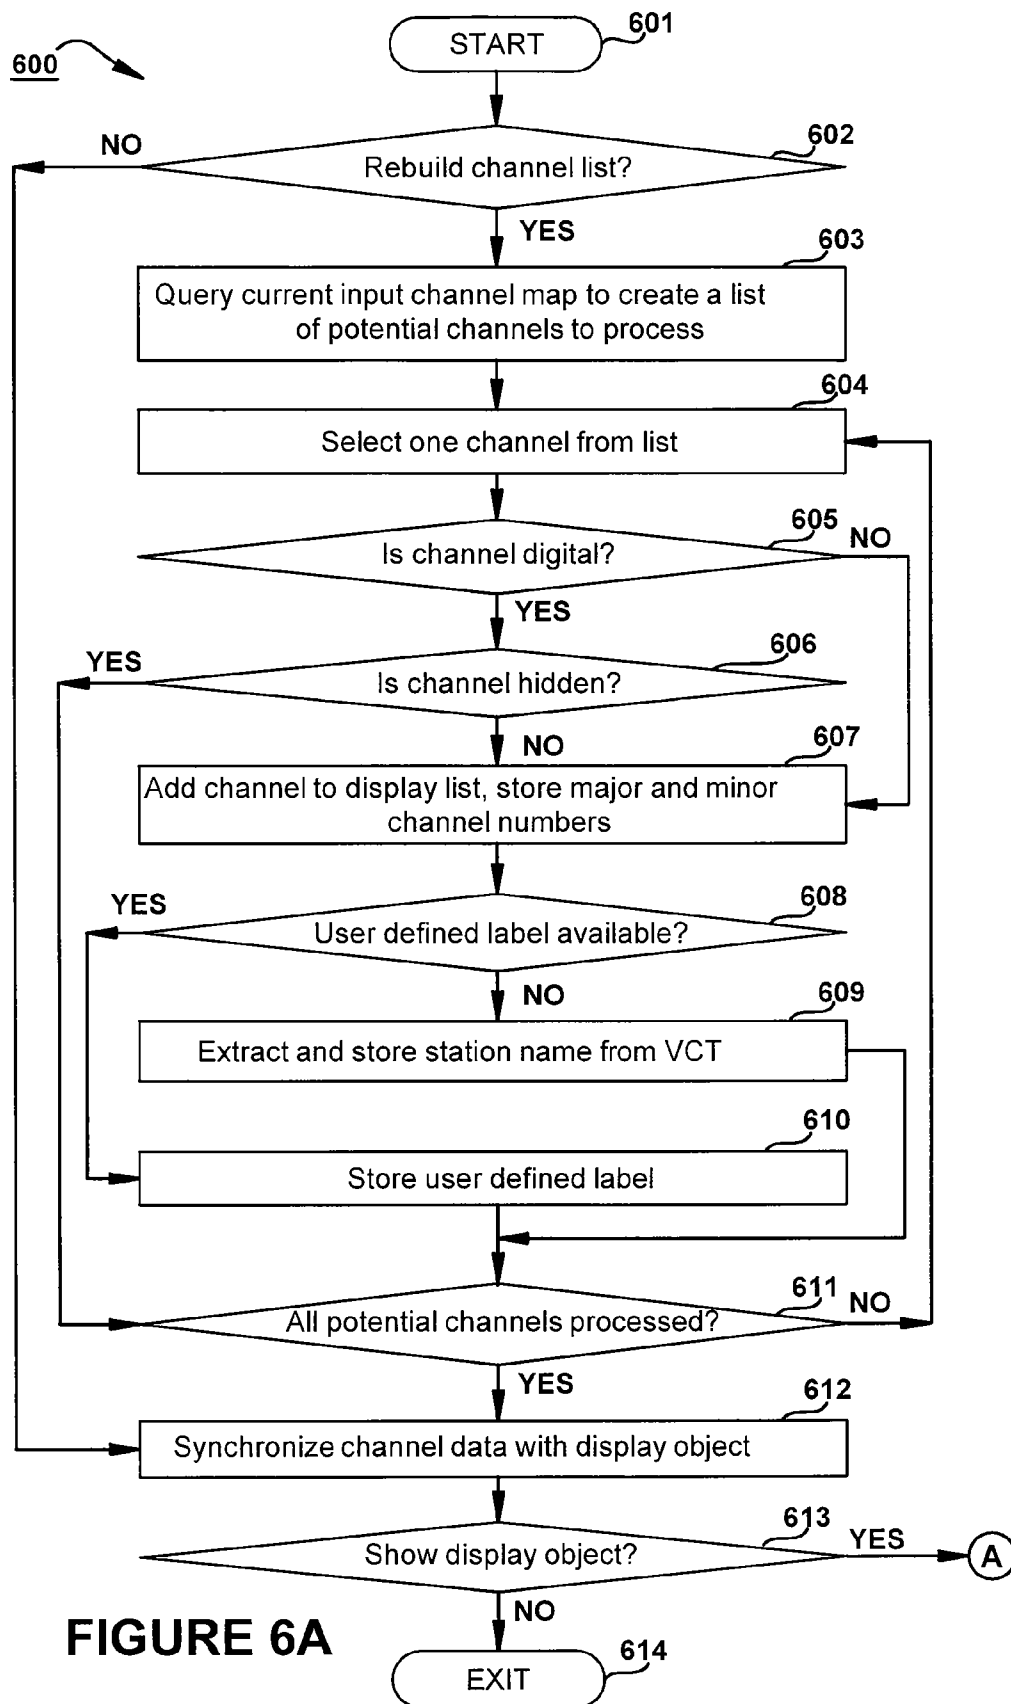 600
START
601
NO
Rebuild channel list?
602
YES
603
Query current input channel map to create a list
of potential channels to process
604
Select one channel from list
605
Is channel digital?
NO
YES
606
YES
Is channel hidden?
NO
607
Add channel to display list, store major and minor
channel numbers
YES
608
User defined label available?
NO
609
Extract and store station name from VCT
610
Store user defined label
611
All potential channels processed?
NO
YES
612
Synchronize channel data with display object
613
Show display object?
YES
A
NO
FIGURE 6A
EXIT
614